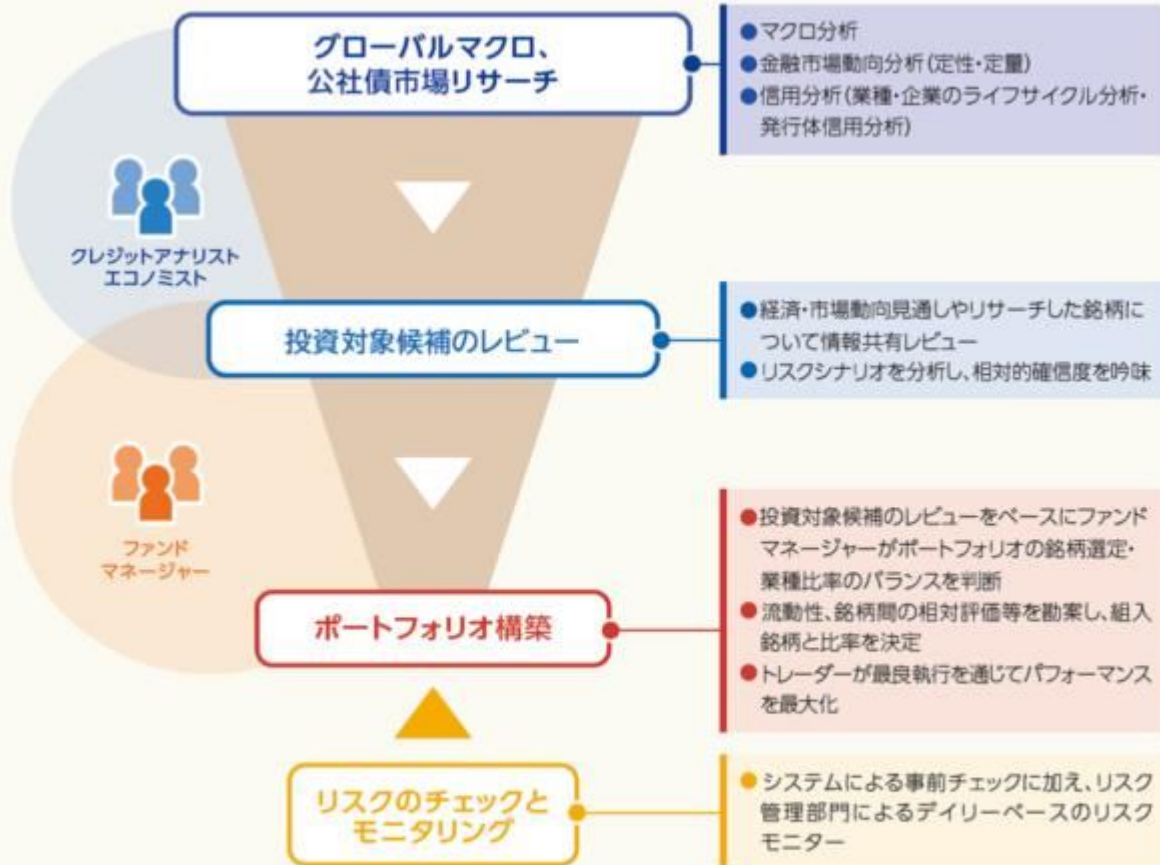 グローバルマクロ、
公社債市場リサーチ
●マクロ分析
●金融市場動向分析(定性・定量)
●信用分析(業種・企業のライフサイクル分析・
発行体信用分析)
クレジットアナリスト
エコノミスト
投資対象候補のレビュー
●経済・市場動向見通しやリサーチした銘柄に
ついて情報共有レビュー
●リスクシナリオを分析し、相対的確信度を吟味
ファンド
マネージャー
ポートフォリオ構築
●投資対象候補のレビューをベースにファンド
マネージャーがポートフォリオの銘柄選定・
業種比率のバランスを判断
●流動性、銘柄間の相対評価等を勘案し、組入
銘柄と比率を決定
●トレーダーが最良執行を通じてパフォーマンス
を最大化
リスクのチェックと
モニタリング
●システムによる事前チェックに加え、リスク
管理部門によるデイリーベースのリスク
モニター